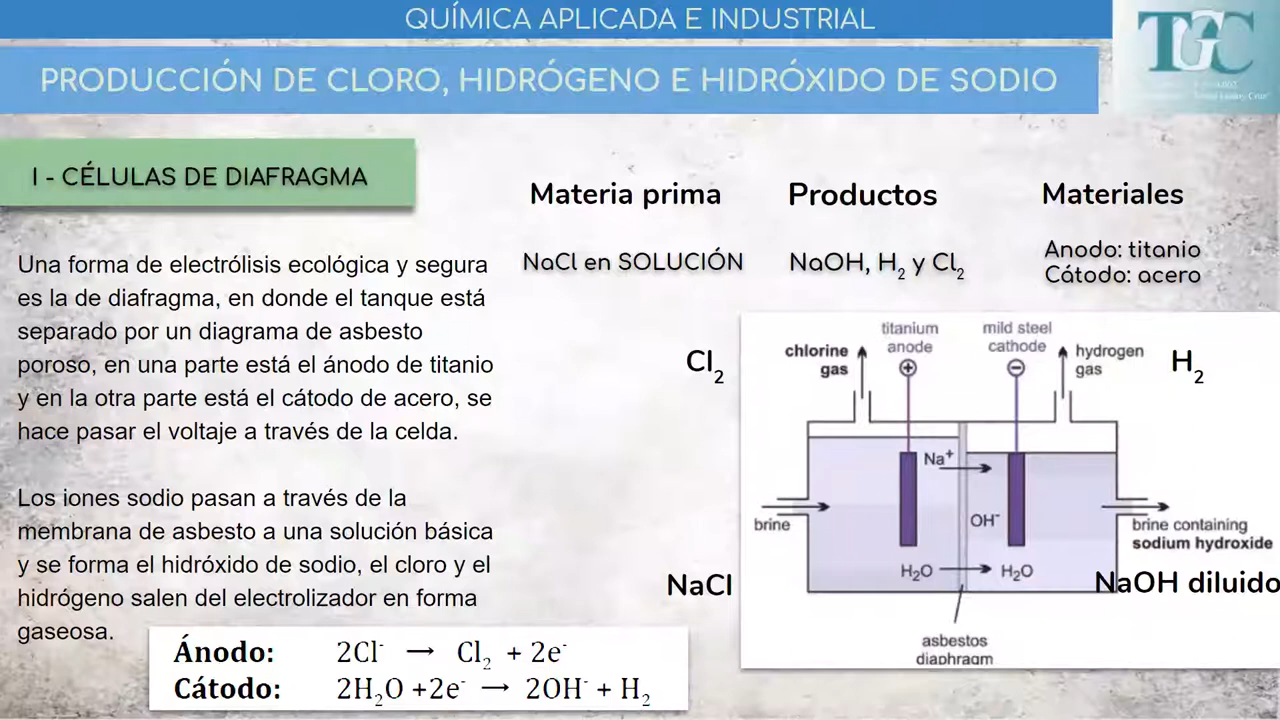 QUÍMICA APLICADA E INDUSTRIAL
TGC
PRODUCCIÓN DE CLORO, HIDRÓGENO E HIDRÓXIDO DE SODIO
I - CÉLULAS DE DIAFRAGMA
Una forma de electrólisis ecológica y segura
es la de diafragma, en donde el tanque está
separado por un diagrama de asbesto
poroso, en una parte está el ánodo de titanio
y en la otra parte está el cátodo de acero, se
hace pasar el voltaje a través de la celda.
Los iones sodio pasan a través de la
membrana de asbesto a una solución básica
y se forma el hidróxido de sodio, el cloro y el
hidrógeno salen del electrolizador en forma
gaseosa.
Ánodo: 2Cl⁻ → Cl₂ + 2e⁻
Cátodo: 2H₂O +2e⁻ → 2OH⁻ + H₂
Materia prima
NaCl en SOLUCIÓN
Productos
NaOH, H₂ y Cl₂
Materiales
Anodo: titanio
Cátodo: acero
Cl₂
chlorine
gas
titanium
anode
+
mild steel
cathode
−
hydrogen
gas
H₂
Na⁺
brine
OH⁻
brine containing
sodium hydroxide
H₂O → H₂O
NaCl
NaOH diluido
asbestos
diaphragm